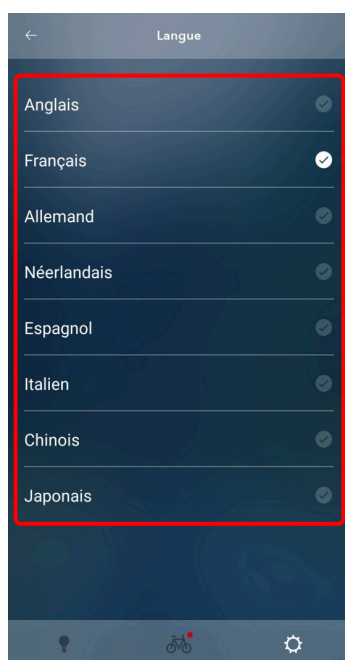 Langue
Anglais
Français
Allemand
Néerlandais
Espagnol
Italien
Chinois
Japonais